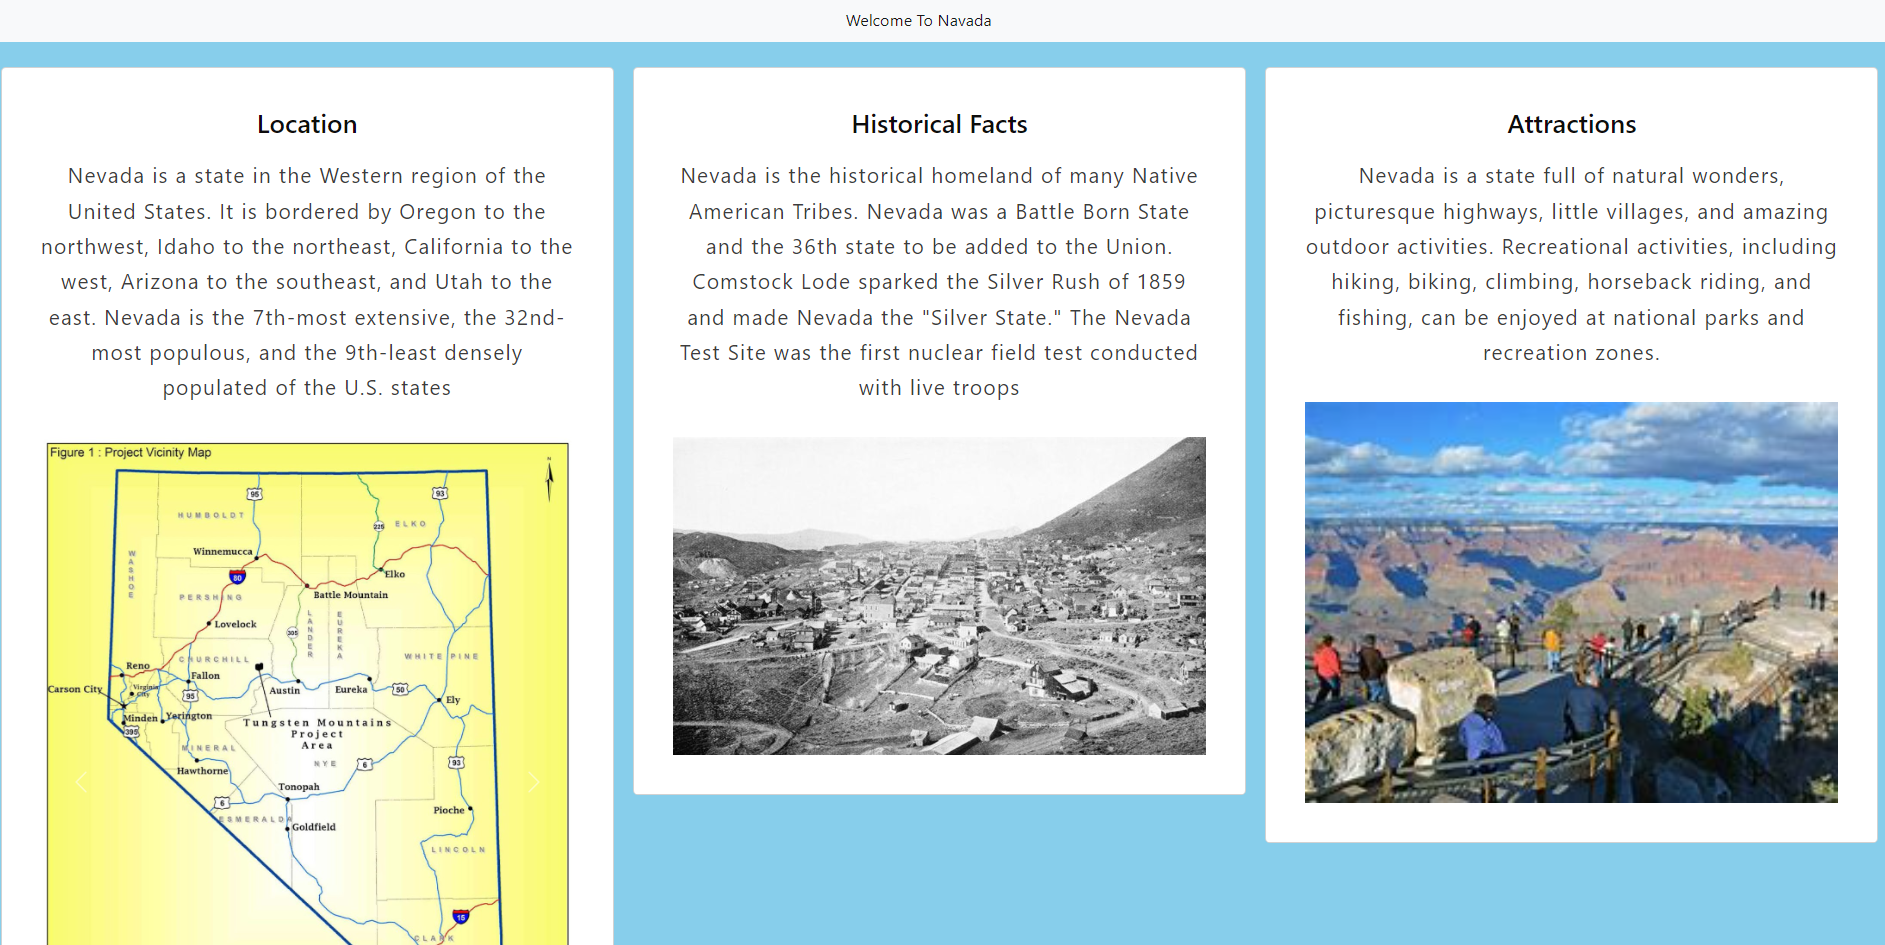 Welcome To Navada
Location
Nevada is a state in the Western region of the
United States. It is bordered by Oregon to the
northwest, Idaho to the northeast, California to the
west, Arizona to the southeast, and Utah to the
east. Nevada is the 7th-most extensive, the 32nd-
most populous, and the 9th-least densely
populated of the U.S. states
Figure 1 : Project Vicinity Map
N
95
93
HUMBOLDT
225
ELKO
WASHOE
Winnemucca
80
Elko
Battle Mountain
PERSHING
LANDER
EUREKA
Lovelock
305
CHURCHILL
WHITE PINE
Reno
Fallon
Austin
Eureka
50
Carson City
Virginia
City
95
Ely
Minden
Yerington
395
Tungsten Mountains
Project
Area
MINERAL
NYE
6
93
Hawthorne
Tonopah
6
Pioche
ESMERALDA
Goldfield
LINCOLN
15
CLARK
Historical Facts
Nevada is the historical homeland of many Native
American Tribes. Nevada was a Battle Born State
and the 36th state to be added to the Union.
Comstock Lode sparked the Silver Rush of 1859
and made Nevada the "Silver State." The Nevada
Test Site was the first nuclear field test conducted
with live troops
Attractions
Nevada is a state full of natural wonders,
picturesque highways, little villages, and amazing
outdoor activities. Recreational activities, including
hiking, biking, climbing, horseback riding, and
fishing, can be enjoyed at national parks and
recreation zones.